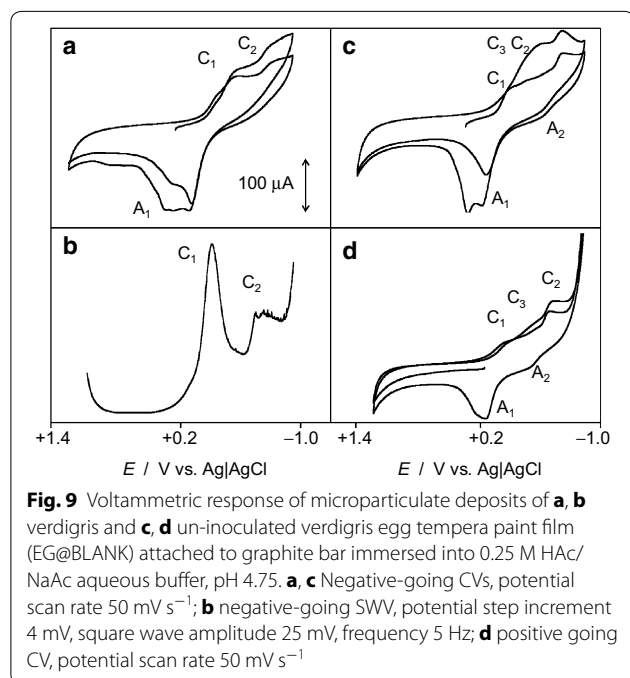 a
C₂
C₁
A₁
100 µA
c
C₃ C₂
C₁
A₂
A₁
b
C₁
C₂
d
C₂
C₃
C₁
A₂
A₁
+1.4 +0.2 −1.0
+1.4 +0.2 −1.0
E / V vs. Ag|AgCl
E / V vs. Ag|AgCl
Fig. 9 Voltammetric response of microparticulate deposits of a, b
verdigris and c, d un-inoculated verdigris egg tempera paint film
(EG@BLANK) attached to graphite bar immersed into 0.25 M HAc/
NaAc aqueous buffer, pH 4.75. a, c Negative-going CVs, potential
scan rate 50 mV s⁻¹; b negative-going SWV, potential step increment
4 mV, square wave amplitude 25 mV, frequency 5 Hz; d positive going
CV, potential scan rate 50 mV s⁻¹